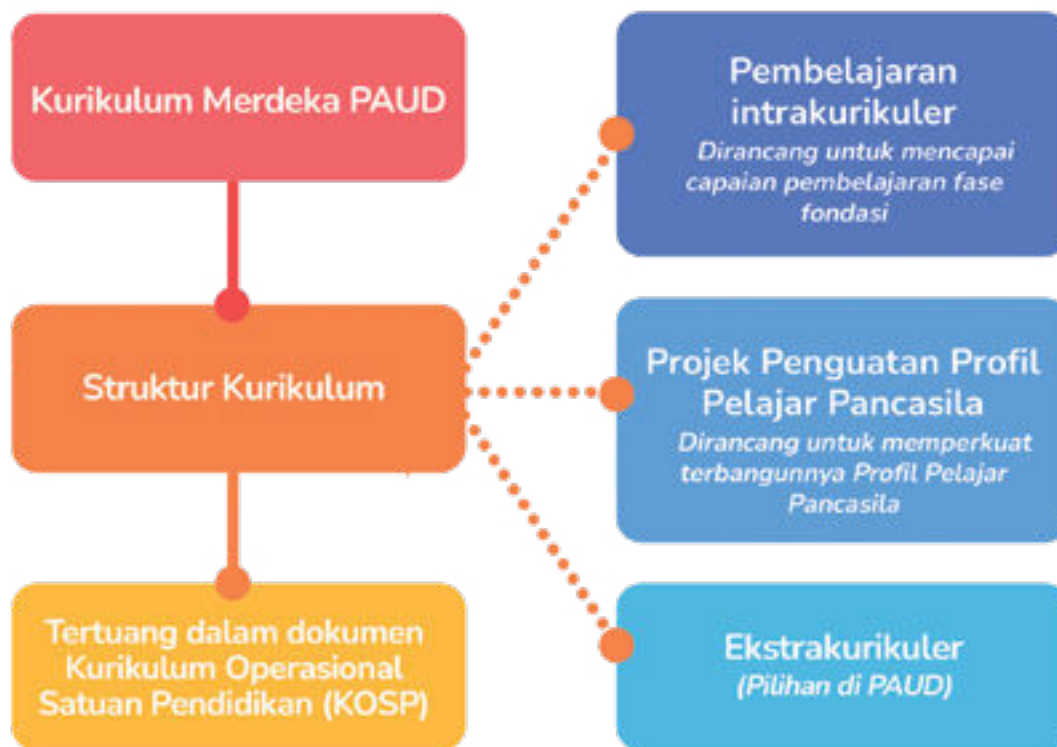 Kurikulum Merdeka PAUD
Struktur Kurikulum
Tertuang dalam dokumen
Kurikulum Operasional
Satuan Pendidikan (KOSP)
Pembelajaran
intrakurikuler
Dirancang untuk mencapai
capaian pembelajaran fase
fondasi
Projek Penguatan Profil
Pelajar Pancasila
Dirancang untuk memperkuat
terbangunnya Profil Pelajar
Pancasila
Ekstrakurikuler
(Pilihan di PAUD)